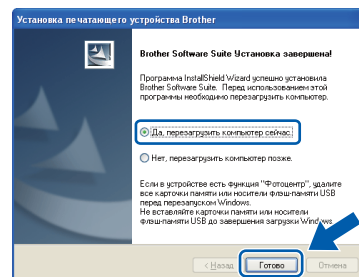 Установка печатающего устройства Brother
Brother Software Suite Установка завершена!
Программа InstallShield Wizard успешно установила
Brother Software Suite. Перед использованием этой
программы необходимо перезагрузить компьютер.
Да, перезагрузить компьютер сейчас.
Нет, перезагрузить компьютер позже.
Если в устройстве есть функция "Фотоцентр", удалите
все карточки памяти или носители флэш-памяти USB
перед перезапуском Windows.
Не вставляйте карточки памяти или носители
флэш-памяти USB до завершения загрузки Windows.
< Назад Готово Отмена